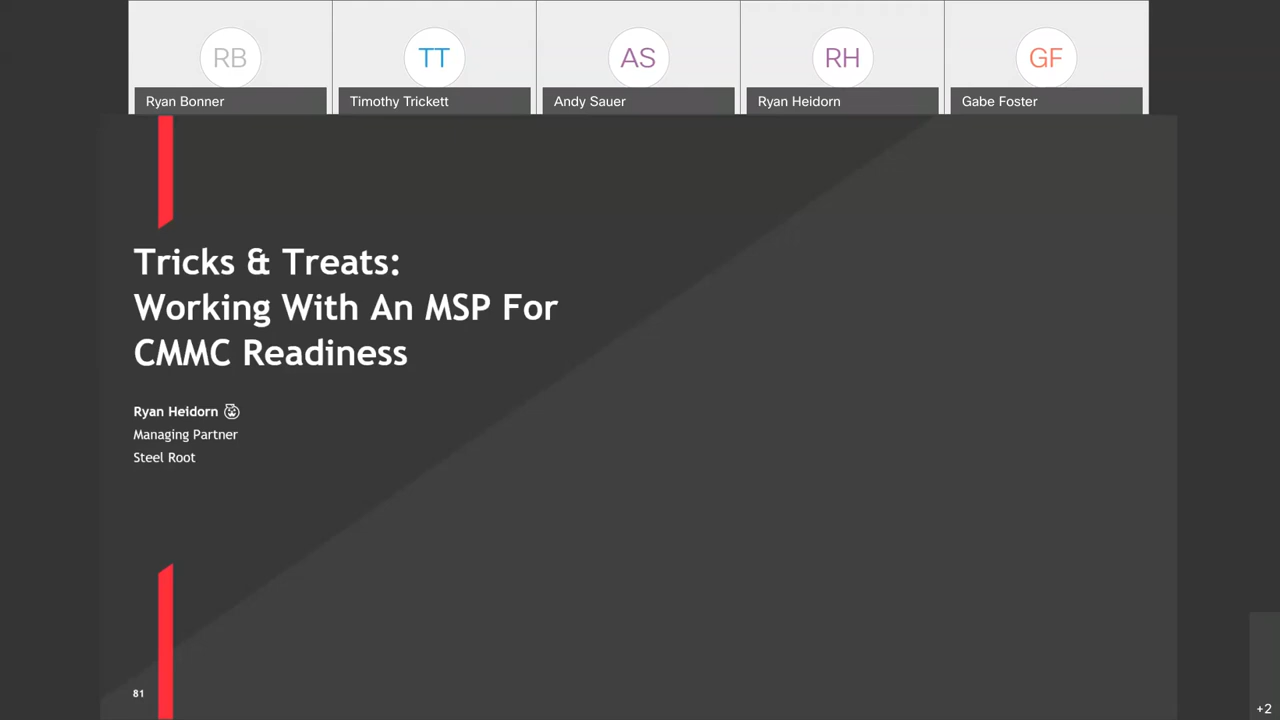 RB
TT
AS
RH
GF
Ryan Bonner
Timothy Trickett
Andy Sauer
Ryan Heidorn
Gabe Foster
Tricks & Treats:
Working With An MSP For
CMMC Readiness
Ryan Heidorn
Managing Partner
Steel Root
81
+2